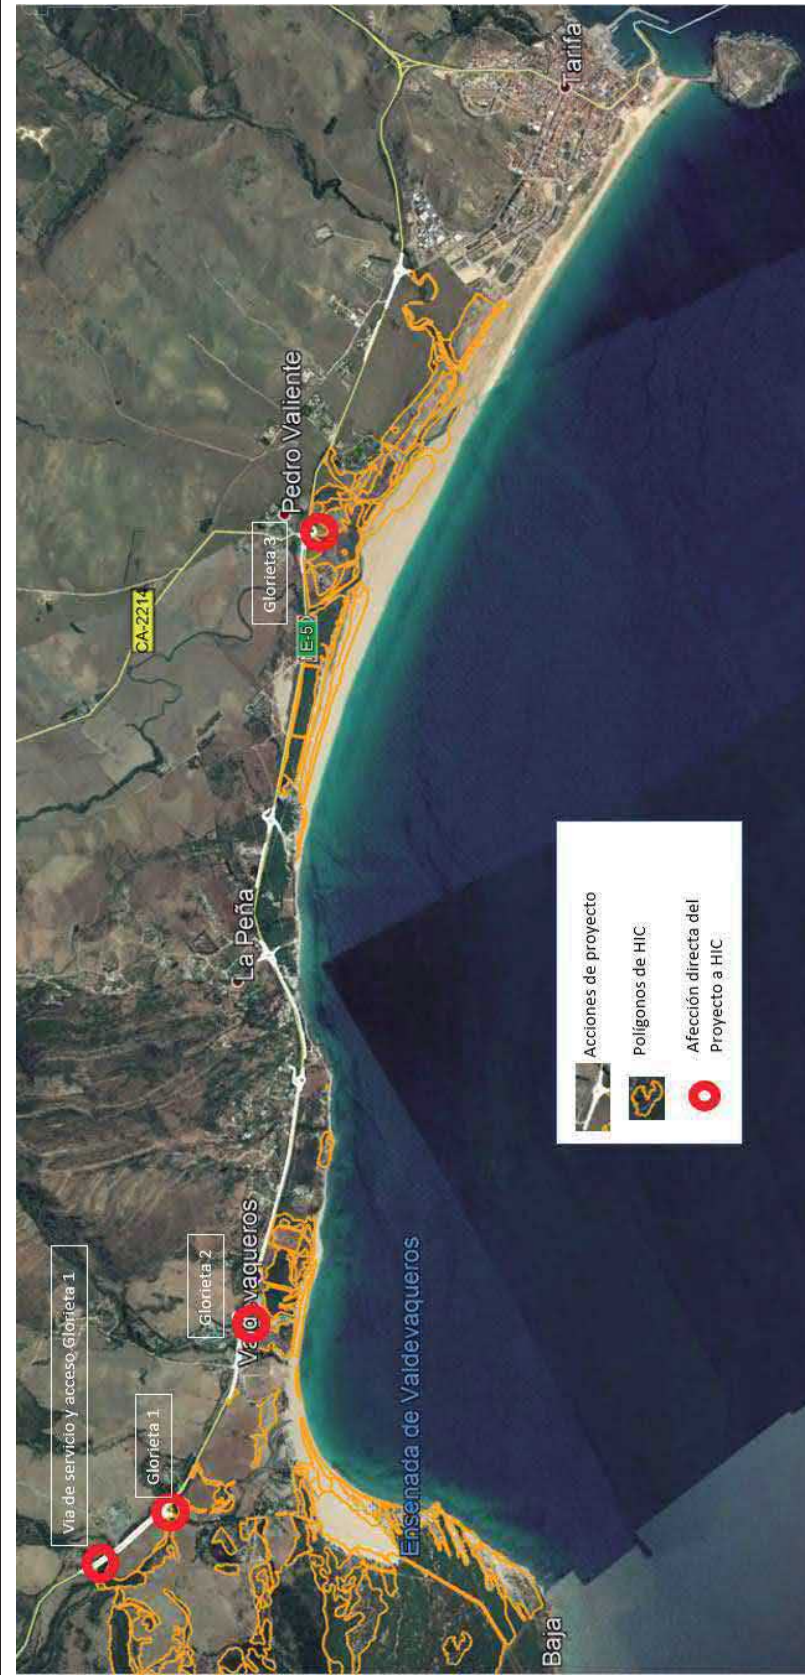 Via de servicio y acceso Glorieta 1
Glorieta 1
Glorieta 2
Valdevaqueros
Ensenada de Valdevaqueros
Baja
La Peña
CA-2214
E-5
Glorieta 3
Pedro Valiente
Tarifa
Acciones de proyecto
Polígonos de HIC
Afección directa del
Proyecto a HIC